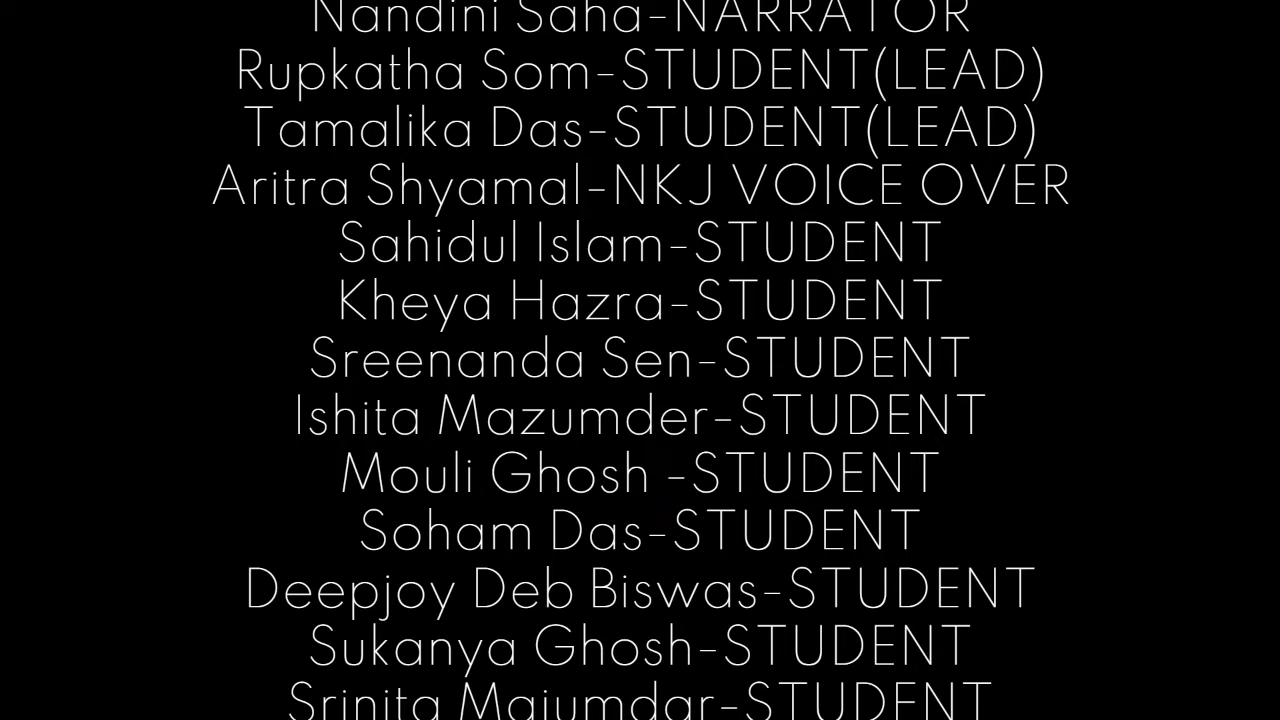 Nandini Saha-NARRATOR
Rupkatha Som-STUDENT(LEAD)
Tamalika Das-STUDENT(LEAD)
Aritra Shyamal-NKJ VOICE OVER
Sahidul Islam-STUDENT
Kheya Hazra-STUDENT
Sreenanda Sen-STUDENT
Ishita Mazumder-STUDENT
Mouli Ghosh -STUDENT
Soham Das-STUDENT
Deepjoy Deb Biswas-STUDENT
Sukanya Ghosh-STUDENT
Srinita Majumdar-STUDENT